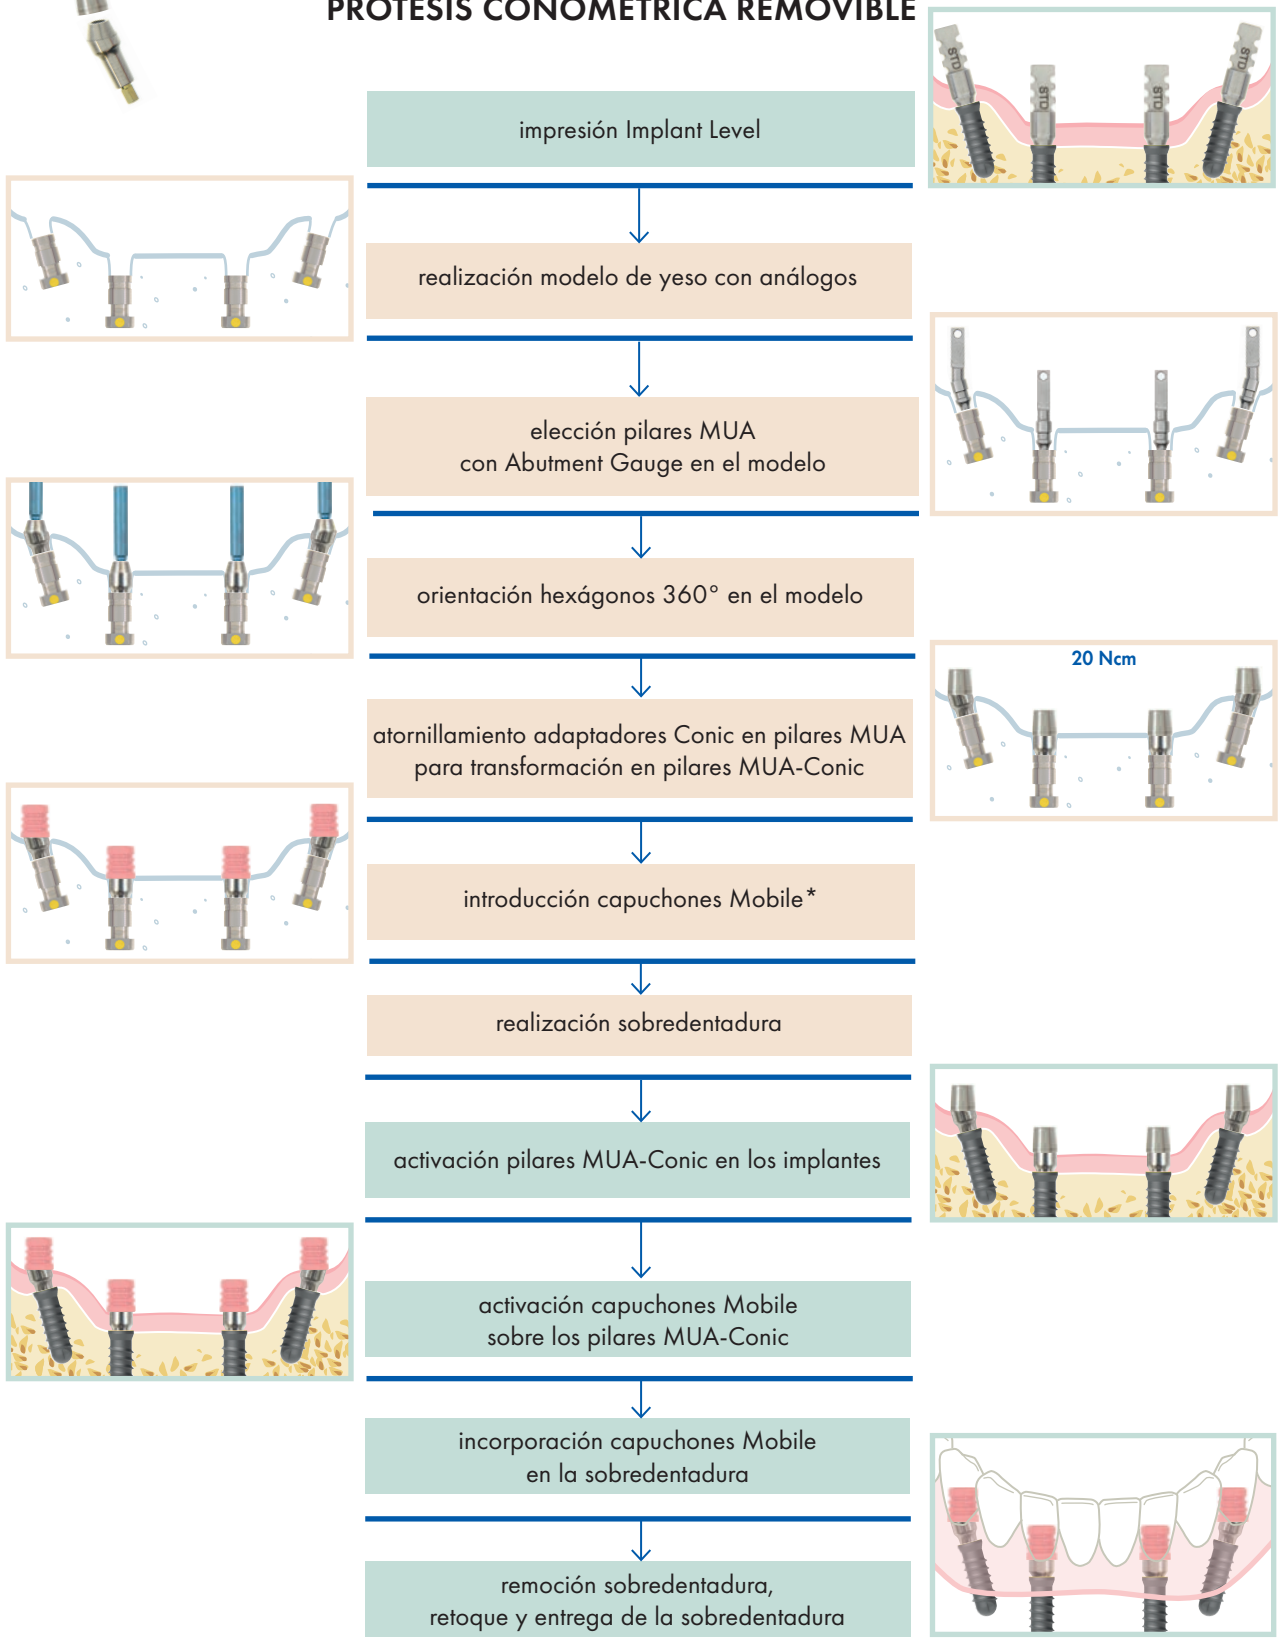 PRÓTESIS CONOMÉTRICA REMOVIBLE
impresión Implant Level
STD
STD
STD
STD
realización modelo de yeso con análogos
elección pilares MUA
con Abutment Gauge en el modelo
orientación hexágonos 360° en el modelo
20 Ncm
atornillamiento adaptadores Conic en pilares MUA
para transformación en pilares MUA-Conic
introducción capuchones Mobile*
realización sobredentadura
activación pilares MUA-Conic en los implantes
activación capuchones Mobile
sobre los pilares MUA-Conic
incorporación capuchones Mobile
en la sobredentadura
remoción sobredentadura,
retoque y entrega de la sobredentadura